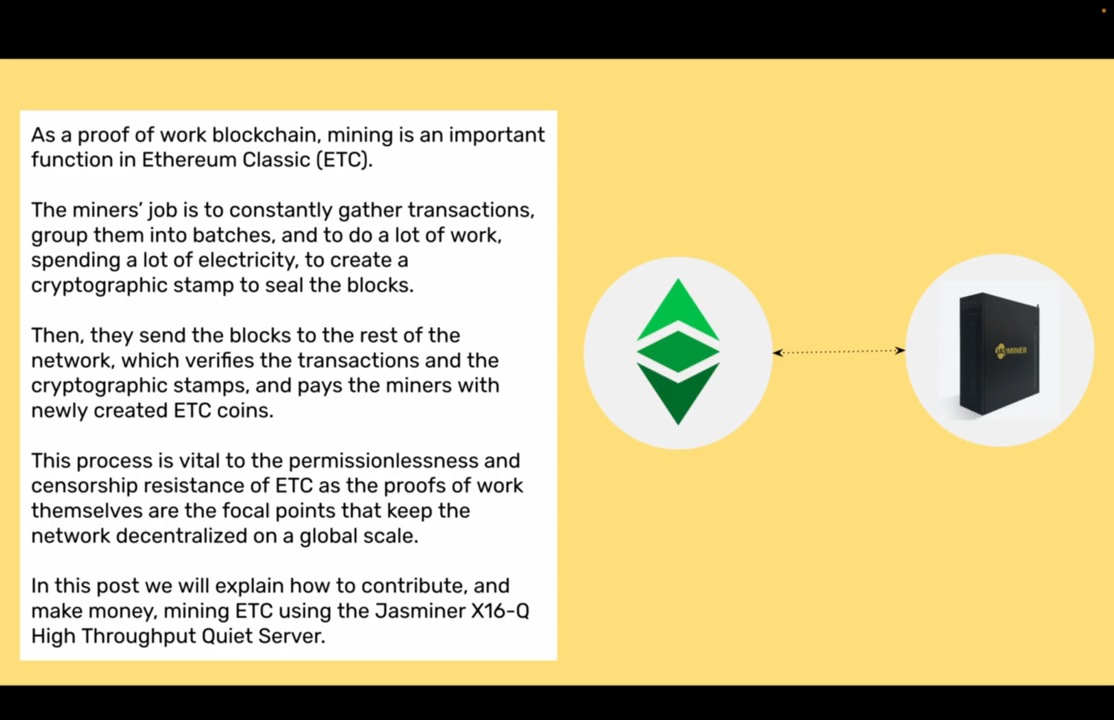 As a proof of work blockchain, mining is an important
function in Ethereum Classic (ETC).
The miners’ job is to constantly gather transactions,
group them into batches, and to do a lot of work,
spending a lot of electricity, to create a
cryptographic stamp to seal the blocks.
Then, they send the blocks to the rest of the
network, which verifies the transactions and the
cryptographic stamps, and pays the miners with
newly created ETC coins.
This process is vital to the permissionlessness and
censorship resistance of ETC as the proofs of work
themselves are the focal points that keep the
network decentralized on a global scale.
In this post we will explain how to contribute, and
make money, mining ETC using the Jasminer X16-Q
High Throughput Quiet Server.